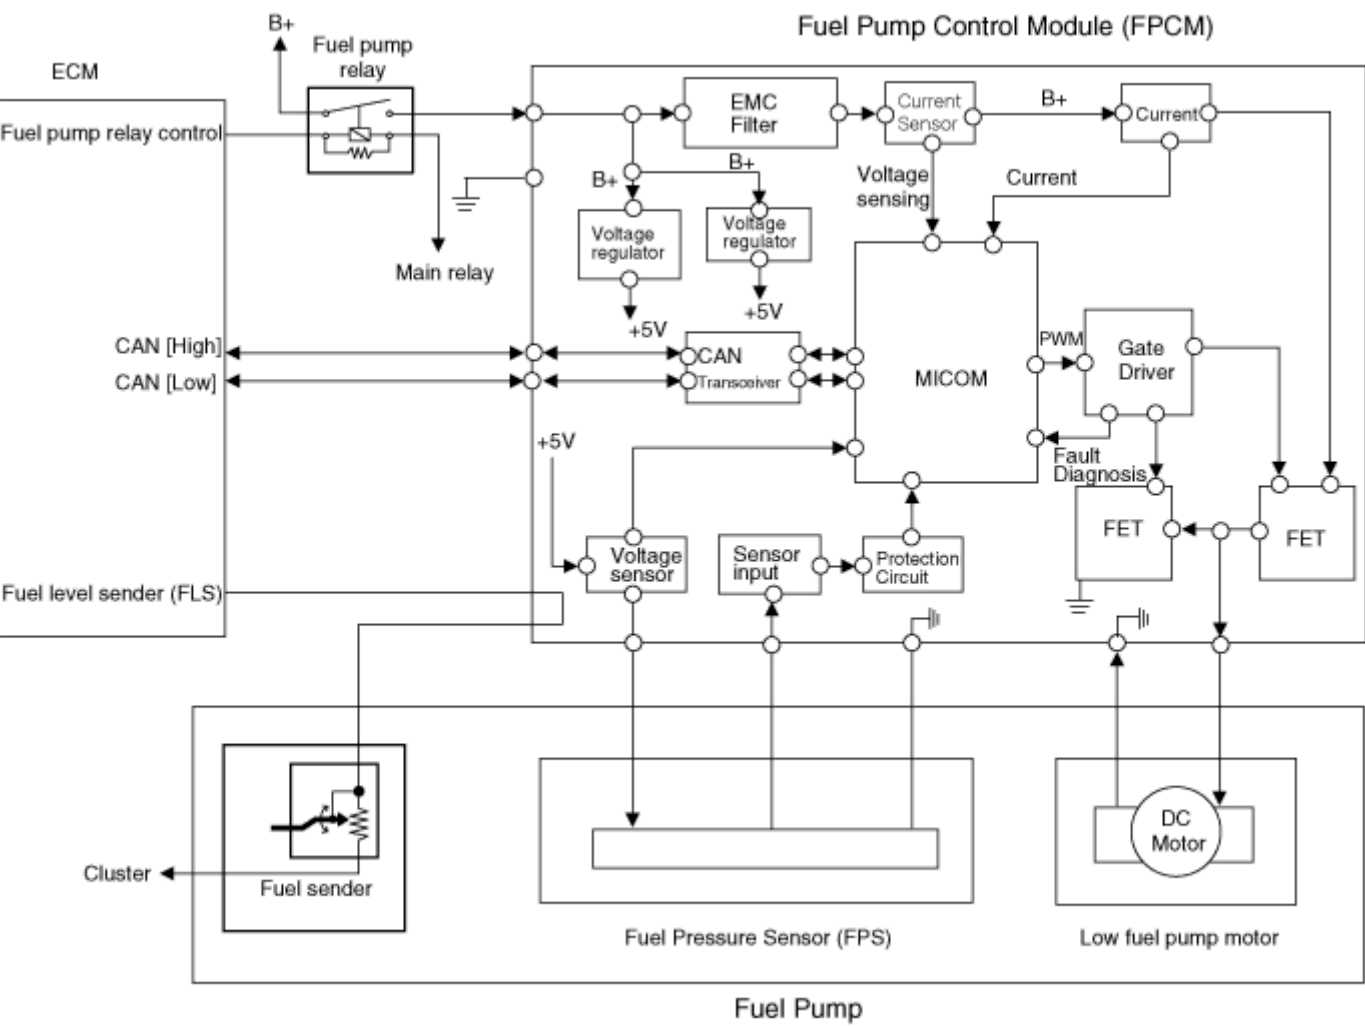 Fuel Pump Control Module (FPCM)
B+
Fuel pump
relay
ECM
Fuel pump relay control
EMC
Filter
Current
Sensor
B+
Current
B+
B+
Voltage
sensing
Current
Voltage
regulator
Voltage
regulator
Main relay
+5V
+5V
CAN [High]
CAN [Low]
CAN
Transceiver
MICOM
PWM
Gate
Driver
+5V
Fault
Diagnosis
FET
FET
Voltage
sensor
Sensor
input
Protection
Circuit
Fuel level sender (FLS)
DC
Motor
Cluster
Fuel sender
Fuel Pressure Sensor (FPS)
Low fuel pump motor
Fuel Pump